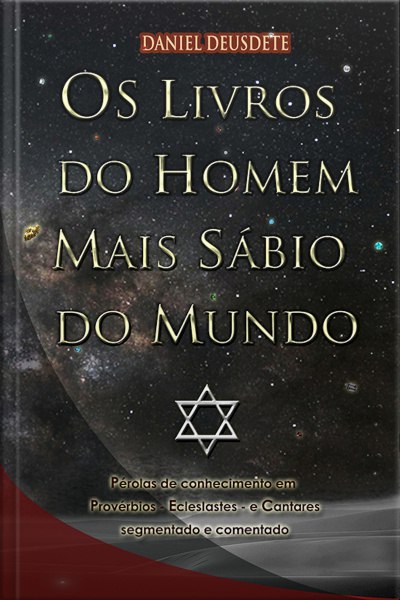 DANIEL DEUSDETE
OS LIVROS
DO HOMEM
MAIS SÁBIO
DO MUNDO
Pérolas de conhecimento em
Provérbios - Eclesiastes - e Cantares
segmentado e comentado